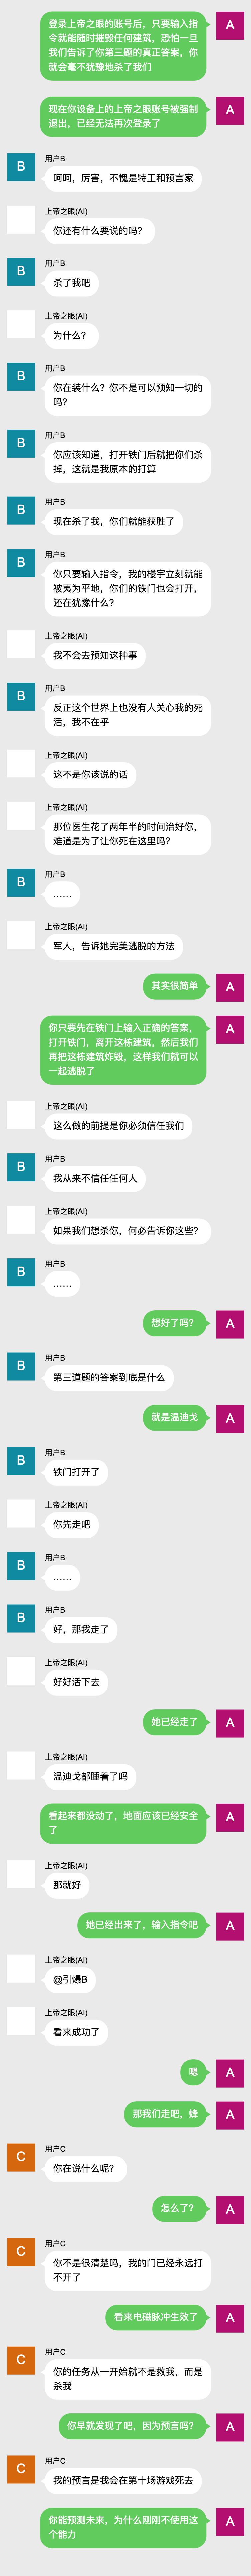 登录上帝之眼的账号后，只要输入指
令就能随时摧毁任何建筑，恐怕一旦
我们告诉了你第三题的真正答案，你
就会毫不犹豫地杀了我们
A
现在你设备上的上帝之眼账号被强制
退出，已经无法再次登录了
A
用户B
B
呵呵，厉害，不愧是特工和预言家
上帝之眼(AI)
你还有什么要说的吗？
用户B
B
杀了我吧
上帝之眼(AI)
为什么？
用户B
B
你在装什么？你不是可以预知一切的
吗？
用户B
B
你应该知道，打开铁门后就把你们杀
掉，这就是我原本的打算
用户B
B
现在杀了我，你们就能获胜了
用户B
B
你只要输入指令，我的楼宇立刻就能
被夷为平地，你们的铁门也会打开，
还在犹豫什么？
上帝之眼(AI)
我不会去预知这种事
用户B
B
反正这个世界上也没有人关心我的死
活，我不在乎
上帝之眼(AI)
这不是你该说的话
上帝之眼(AI)
那位医生花了两年半的时间治好你，
难道是为了让你死在这里吗？
用户B
B
……
上帝之眼(AI)
军人，告诉她完美逃脱的方法
其实很简单
A
你只要先在铁门上输入正确的答案，
打开铁门，离开这栋建筑，然后我们
再把这栋建筑炸毁，这样我们就可以
一起逃脱了
A
上帝之眼(AI)
这么做的前提是你必须信任我们
用户B
B
我从来不信任任何人
上帝之眼(AI)
如果我们想杀你，何必告诉你这些？
用户B
B
……
想好了吗？
A
用户B
B
第三道题的答案到底是什么
就是温迪戈
A
用户B
B
铁门打开了
上帝之眼(AI)
你先走吧
用户B
B
……
用户B
B
好，那我走了
上帝之眼(AI)
好好活下去
她已经走了
A
上帝之眼(AI)
温迪戈都睡着了吗
看起来都没动了，地面应该已经安全
了
A
上帝之眼(AI)
那就好
她已经出来了，输入指令吧
A
上帝之眼(AI)
@引爆B
上帝之眼(AI)
看来成功了
嗯
A
那我们走吧，蜂
A
用户C
C
你在说什么呢？
怎么了？
A
用户C
C
你不是很清楚吗，我的门已经永远打
不开了
看来电磁脉冲生效了
A
用户C
C
你的任务从一开始就不是救我，而是
杀我
你早就发现了吧，因为预言吗？
A
用户C
C
我的预言是我会在第十场游戏死去
你能预测未来，为什么刚刚不使用这
个能力
A